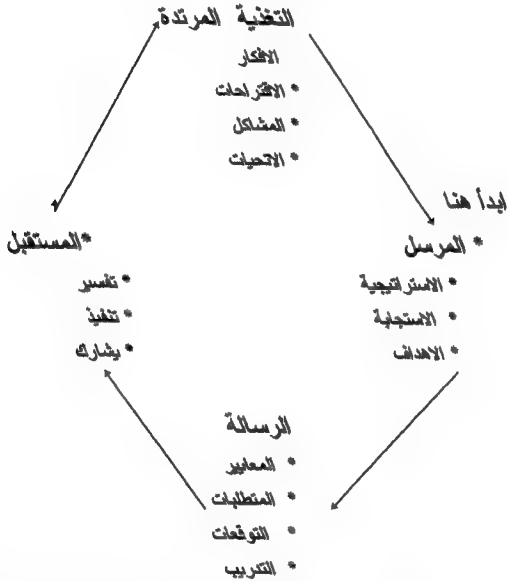 التغذية المرتدة
الافكار
* الاقتراحات
* المشاكل
* الاتحيات
ابدأ هنا
* المرسل
* الاستراتيجية
* الاستجابة
* الاهداف
*المستقبل
* تفسير
* تنفيذ
* يشارك
الرسالة
* المعايير
* المتطلبات
* التوقعات
* التدريب